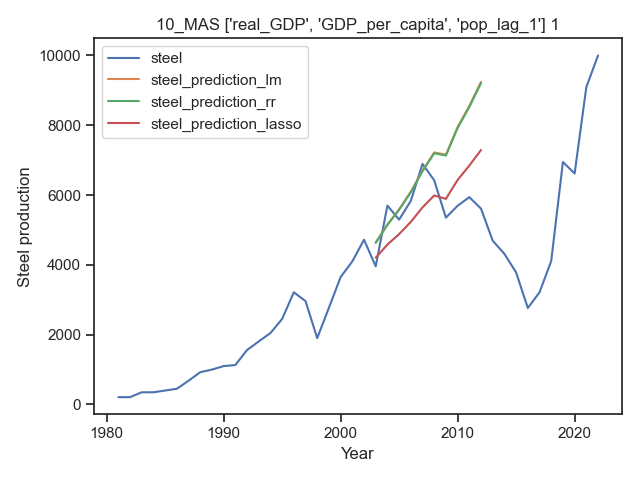 10_MAS ['real_GDP', 'GDP_per_capita', 'pop_lag_1'] 1
steel
steel_prediction_lm
steel_prediction_rr
steel_prediction_lasso
Steel production
10000
8000
6000
4000
2000
0
1980
1990
2000
2010
2020
Year